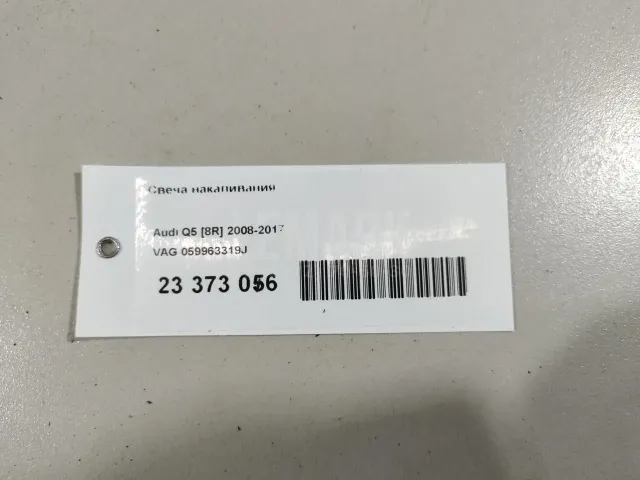 Свеча накаливания
Audi Q5 [8R] 2008-2017
VAG 059963319J
23 373 056